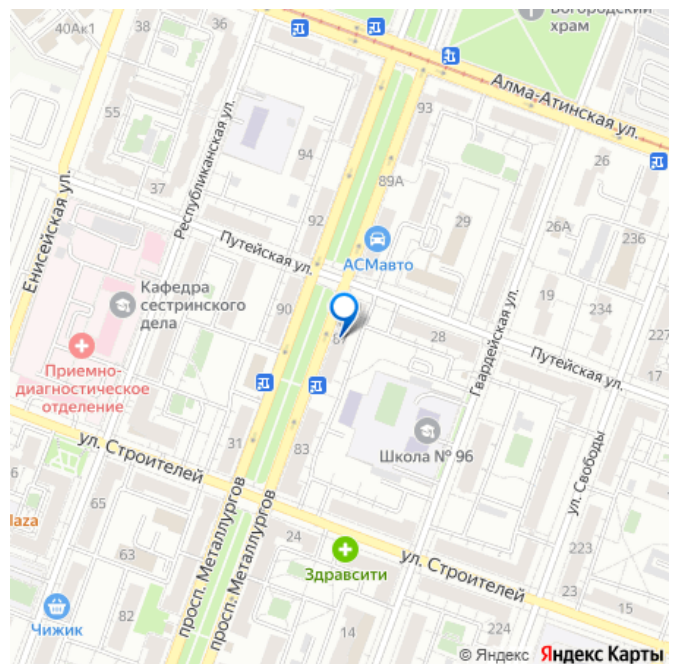 Богородский
храм
40Ак1
38
36
Алма-Атинская ул.
93
55
Республиканская ул.
94
26
37
89А
Енисейская ул.
92
29
26А
236
Путейская ул.
АСМавто
Кафедра
сестринского
дела
90
19
234
Гвардейская ул.
28
227
Путейская ул.
17
Приемно-
диагностическое
отделение
31
83
Школа № 96
ул. Строителей
ул. Свободы
65
laza
просп. Металлургов
просп. Металлургов
24
63
Здравсити
ул. Строителей
223
23
15
Чижик
82
14
224
© Яндекс Яндекс Карты